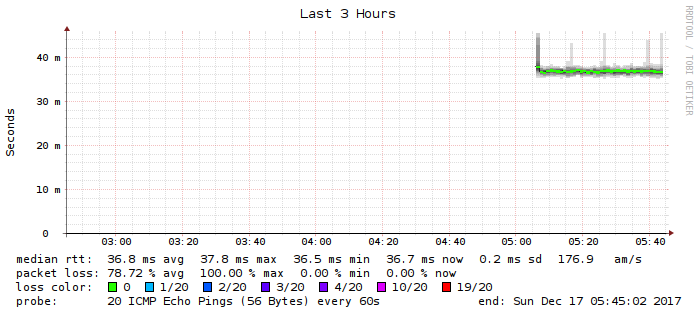 Last 3 Hours
RRDTOOL / TOBI OETIKER
Seconds
40 m
30 m
20 m
10 m
0
03:00 03:20 03:40 04:00 04:20 04:40 05:00 05:20 05:40
median rtt: 36.8 ms avg 37.8 ms max 36.5 ms min 36.7 ms now 0.2 ms sd 176.9 am/s
packet loss: 78.72 % avg 100.00 % max 0.00 % min 0.00 % now
loss color: 0 1/20 2/20 3/20 4/20 10/20 19/20
probe: 20 ICMP Echo Pings (56 Bytes) every 60s end: Sun Dec 17 05:45:02 2017